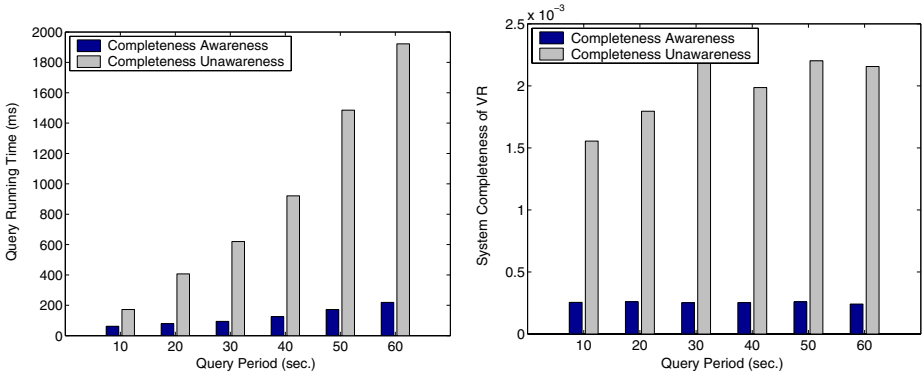 2000
1800
1600
1400
1200
1000
800
600
400
200
0
Query Running Time (ms)
Completeness Awareness
Completeness Unawareness
10 20 30 40 50 60
Query Period (sec.)
x 10⁻³
2.5
2
1.5
1
0.5
0
System Completeness of VR
Completeness Awareness
Completeness Unawareness
10 20 30 40 50 60
Query Period (sec.)